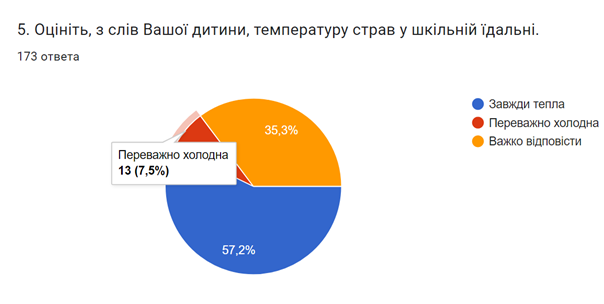 5. Оцініть, з слів Вашої дитини, температуру страв у шкільній їдальні.
173 ответа
Завжди тепла
Переважно холодна
Важко відповісти
35,3%
Переважно холодна
13 (7,5%)
57,2%